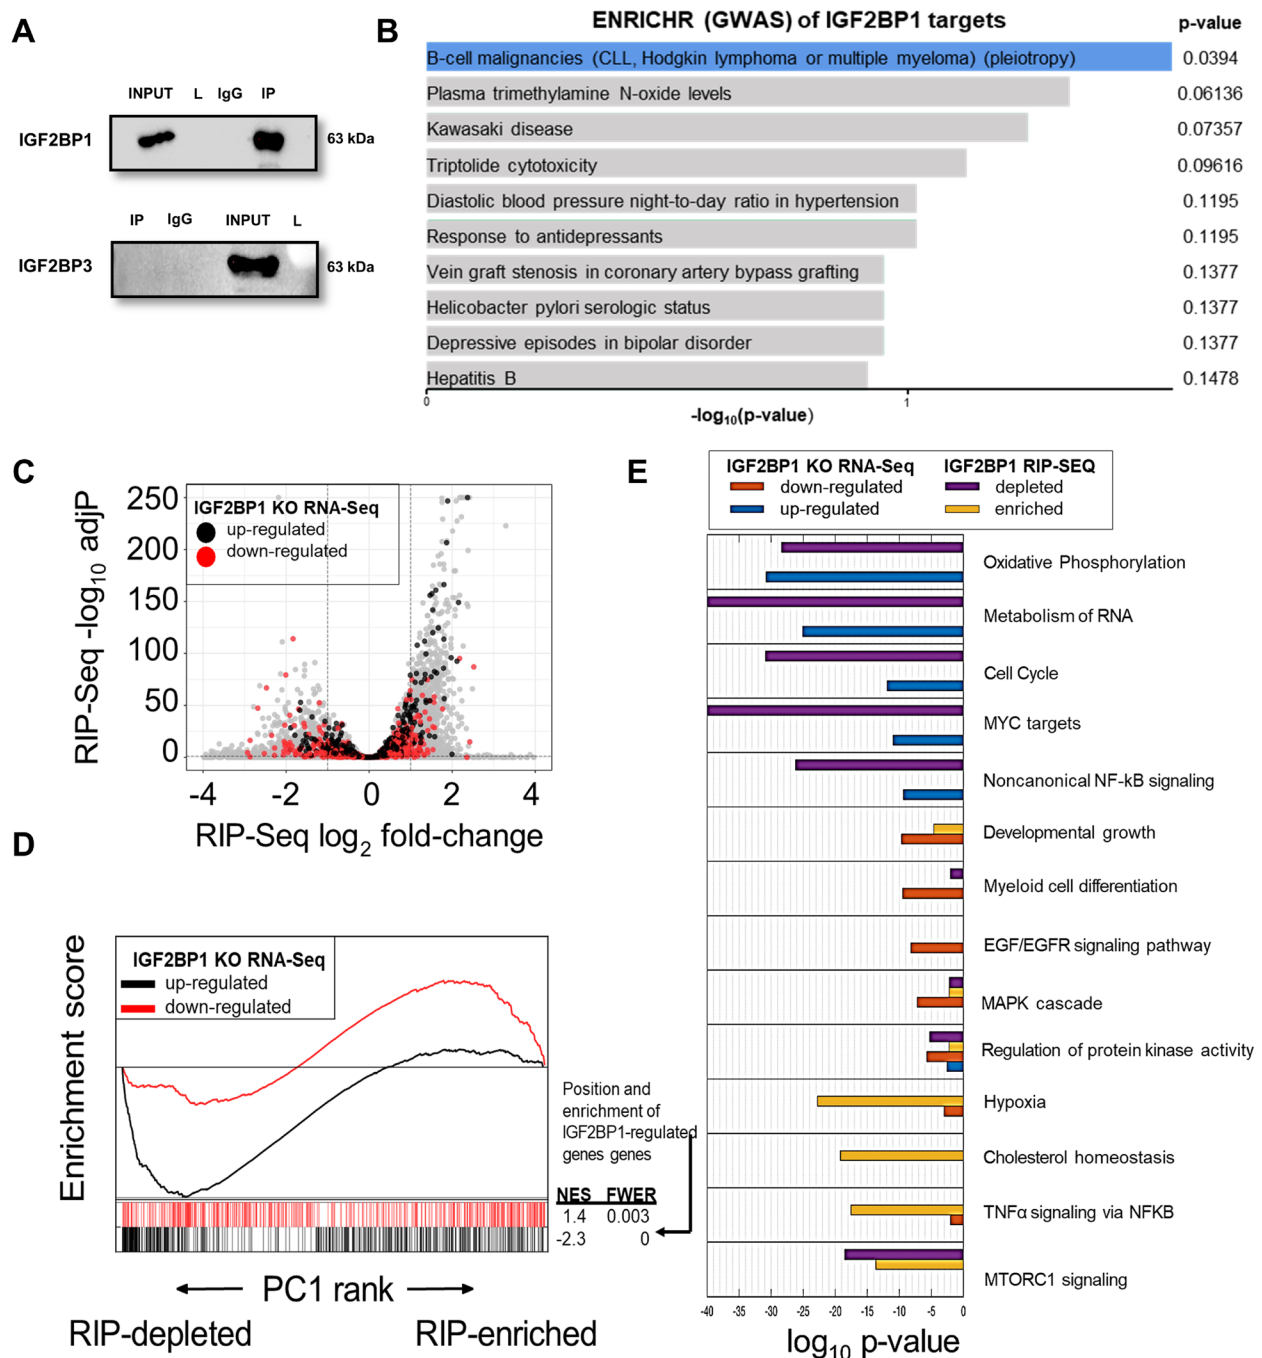 A
INPUT L IgG IP
IGF2BP1
63 kDa
IP IgG INPUT L
IGF2BP3
63 kDa
B
ENRICHR (GWAS) of IGF2BP1 targets
p-value
B-cell malignancies (CLL, Hodgkin lymphoma or multiple myeloma) (pleiotropy) 0.0394
Plasma trimethylamine N-oxide levels 0.06136
Kawasaki disease 0.07357
Triptolide cytotoxicity 0.09616
Diastolic blood pressure night-to-day ratio in hypertension 0.1195
Response to antidepressants 0.1195
Vein graft stenosis in coronary artery bypass grafting 0.1377
Helicobacter pylori serologic status 0.1377
Depressive episodes in bipolar disorder 0.1377
Hepatitis B 0.1478
0 1
-log10(p-value)
C
RIP-Seq -log10 adjP
250
200
150
100
50
0
IGF2BP1 KO RNA-Seq
up-regulated
down-regulated
-4 -2 0 2 4
RIP-Seq log2 fold-change
D
Enrichment score
IGF2BP1 KO RNA-Seq
up-regulated
down-regulated
Position and
enrichment of
IGF2BP1-regulated
genes genes
NES FWER
1.4 0.003
-2.3 0
PC1 rank
RIP-depleted RIP-enriched
E
IGF2BP1 KO RNA-Seq IGF2BP1 RIP-SEQ
down-regulated depleted
up-regulated enriched
Oxidative Phosphorylation
Metabolism of RNA
Cell Cycle
MYC targets
Noncanonical NF-kB signaling
Developmental growth
Myeloid cell differentiation
EGF/EGFR signaling pathway
MAPK cascade
Regulation of protein kinase activity
Hypoxia
Cholesterol homeostasis
TNFα signaling via NFKB
MTORC1 signaling
-40 -35 -30 -25 -20 -15 -10 -5 0
log10 p-value